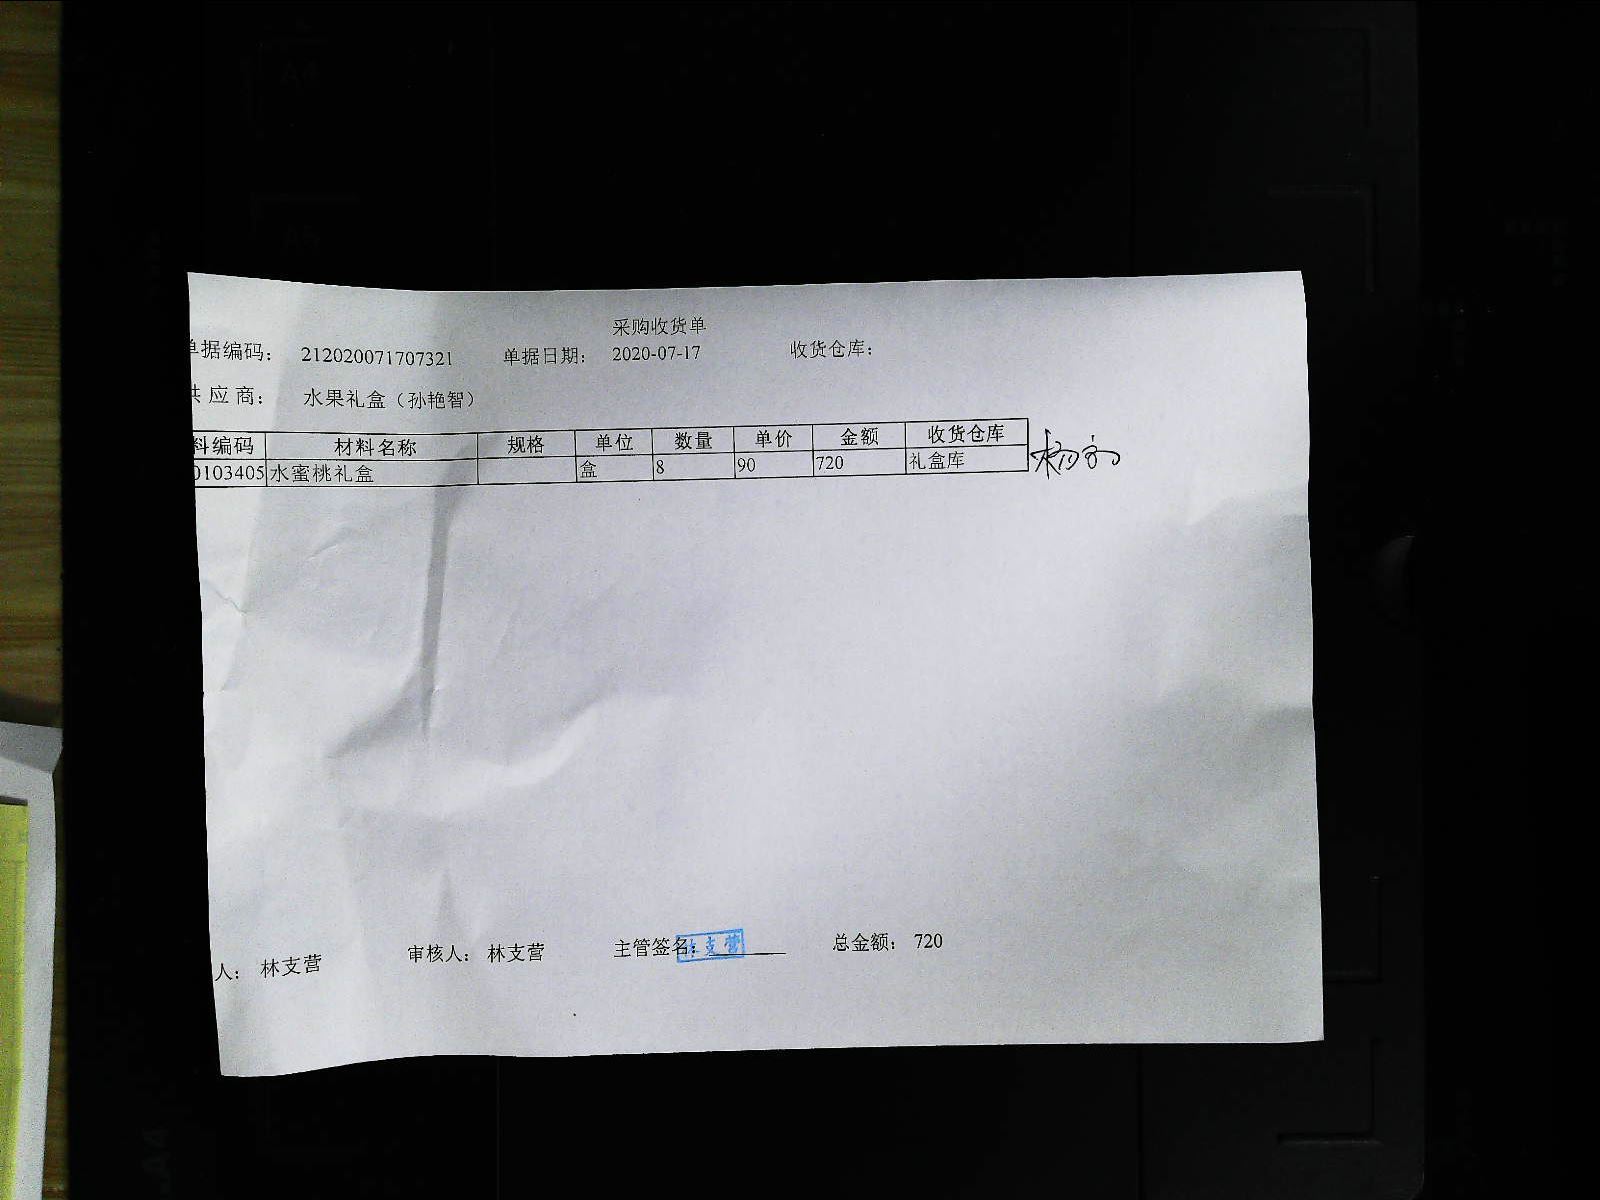 采购收货单
单据编码： 212020071707321 单据日期： 2020-07-17 收货仓库：
供 应 商： 水果礼盒（孙艳智）
料编码 材料名称 规格 单位 数量 单价 金额 收货仓库
0103405 水蜜桃礼盒 盒 8 90 720 礼盒库
人： 林支营 审核人： 林支营 主管签名： 林支营 总金额： 720